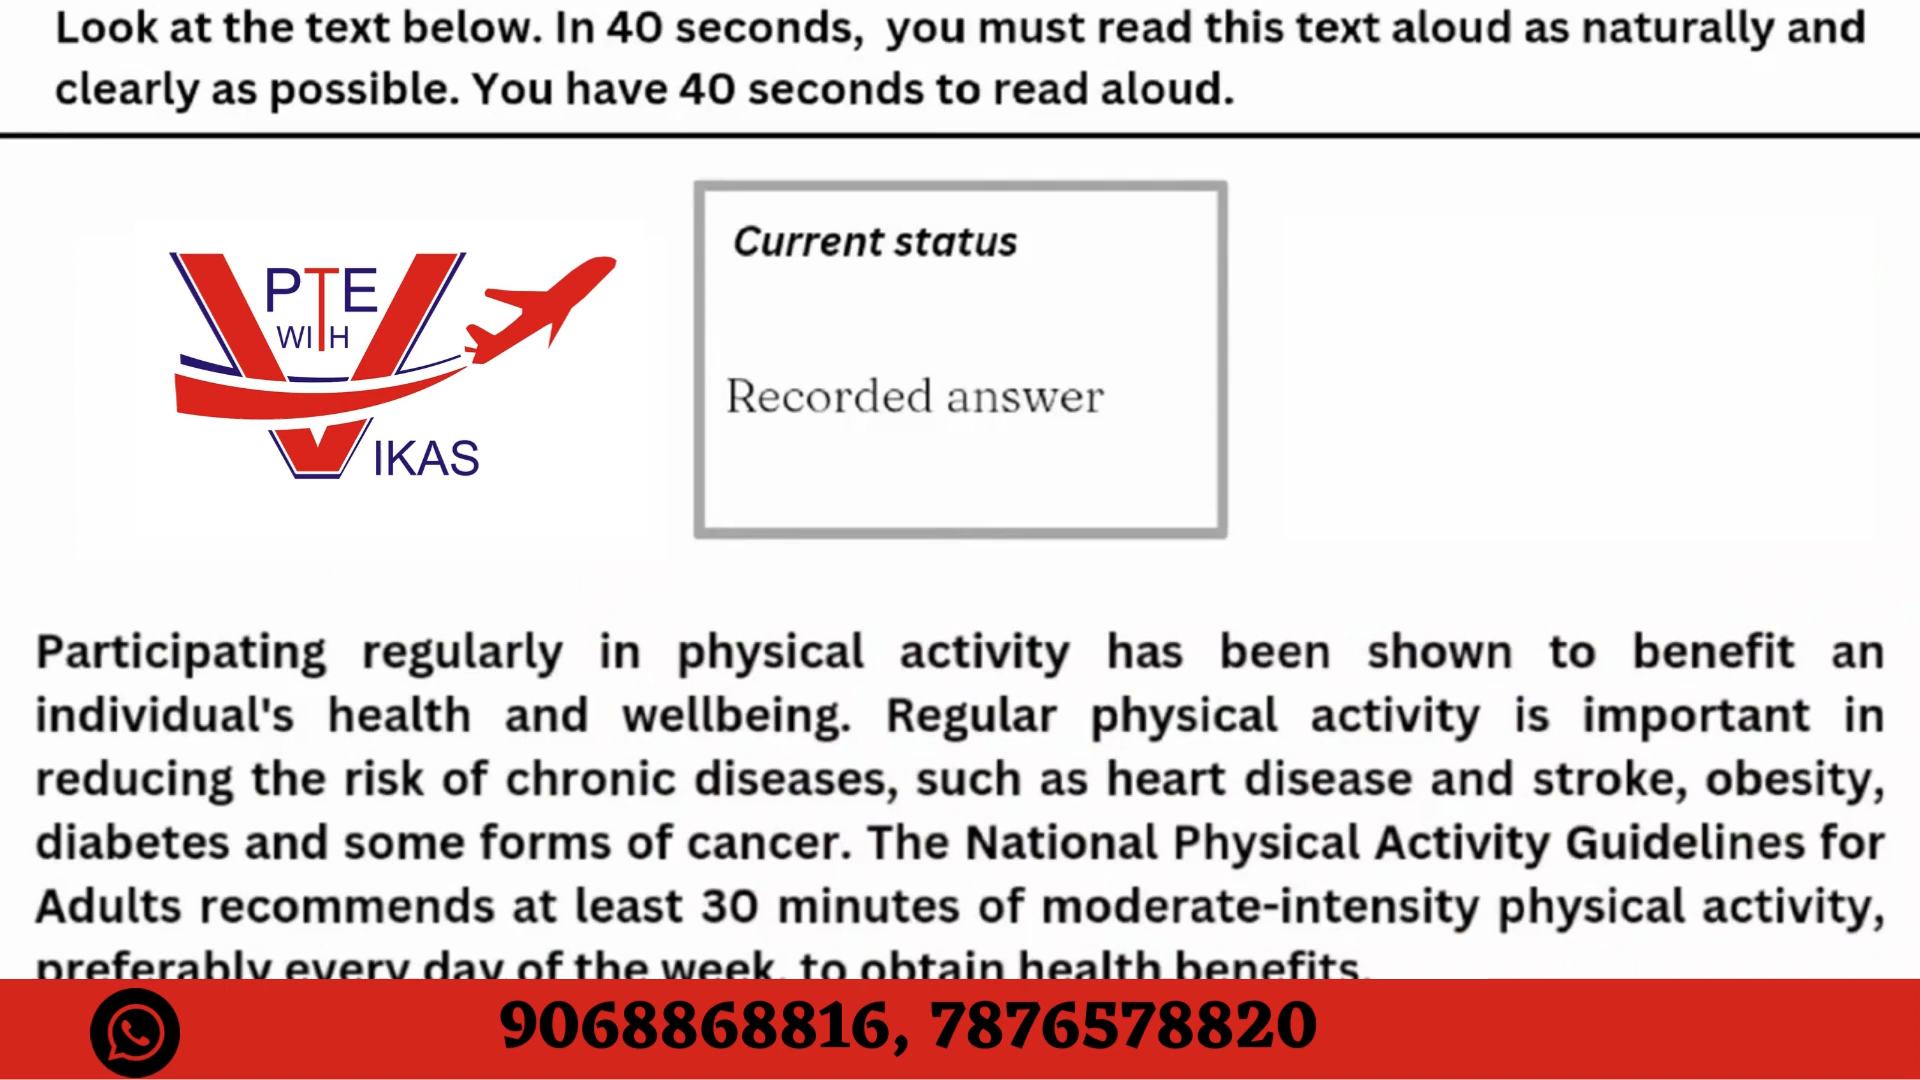 Look at the text below. In 40 seconds, you must read this text aloud as naturally and
clearly as possible. You have 40 seconds to read aloud.
PTE
WITH
VIKAS
Current status
Recorded answer
Participating regularly in physical activity has been shown to benefit an
individual's health and wellbeing. Regular physical activity is important in
reducing the risk of chronic diseases, such as heart disease and stroke, obesity,
diabetes and some forms of cancer. The National Physical Activity Guidelines for
Adults recommends at least 30 minutes of moderate-intensity physical activity,
preferably every day of the week, to obtain health benefits.
9068868816, 7876578820